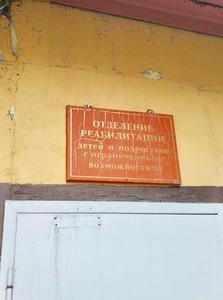 ОТДЕЛЕНИЕ
РЕАБИЛИТАЦИИ
детей и подростков
с ограниченными
возможностями